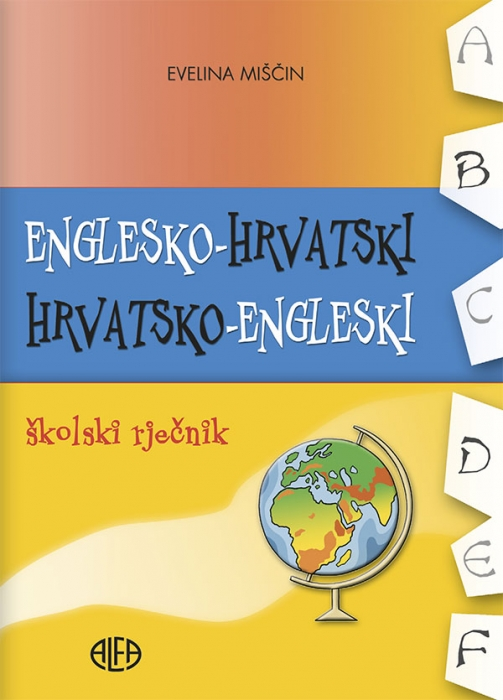 EVELINA MIŠČIN
ENGLESKO-HRVATSKI
HRVATSKO-ENGLESKI
školski rječnik
A
B
C
D
E
F
ALFA